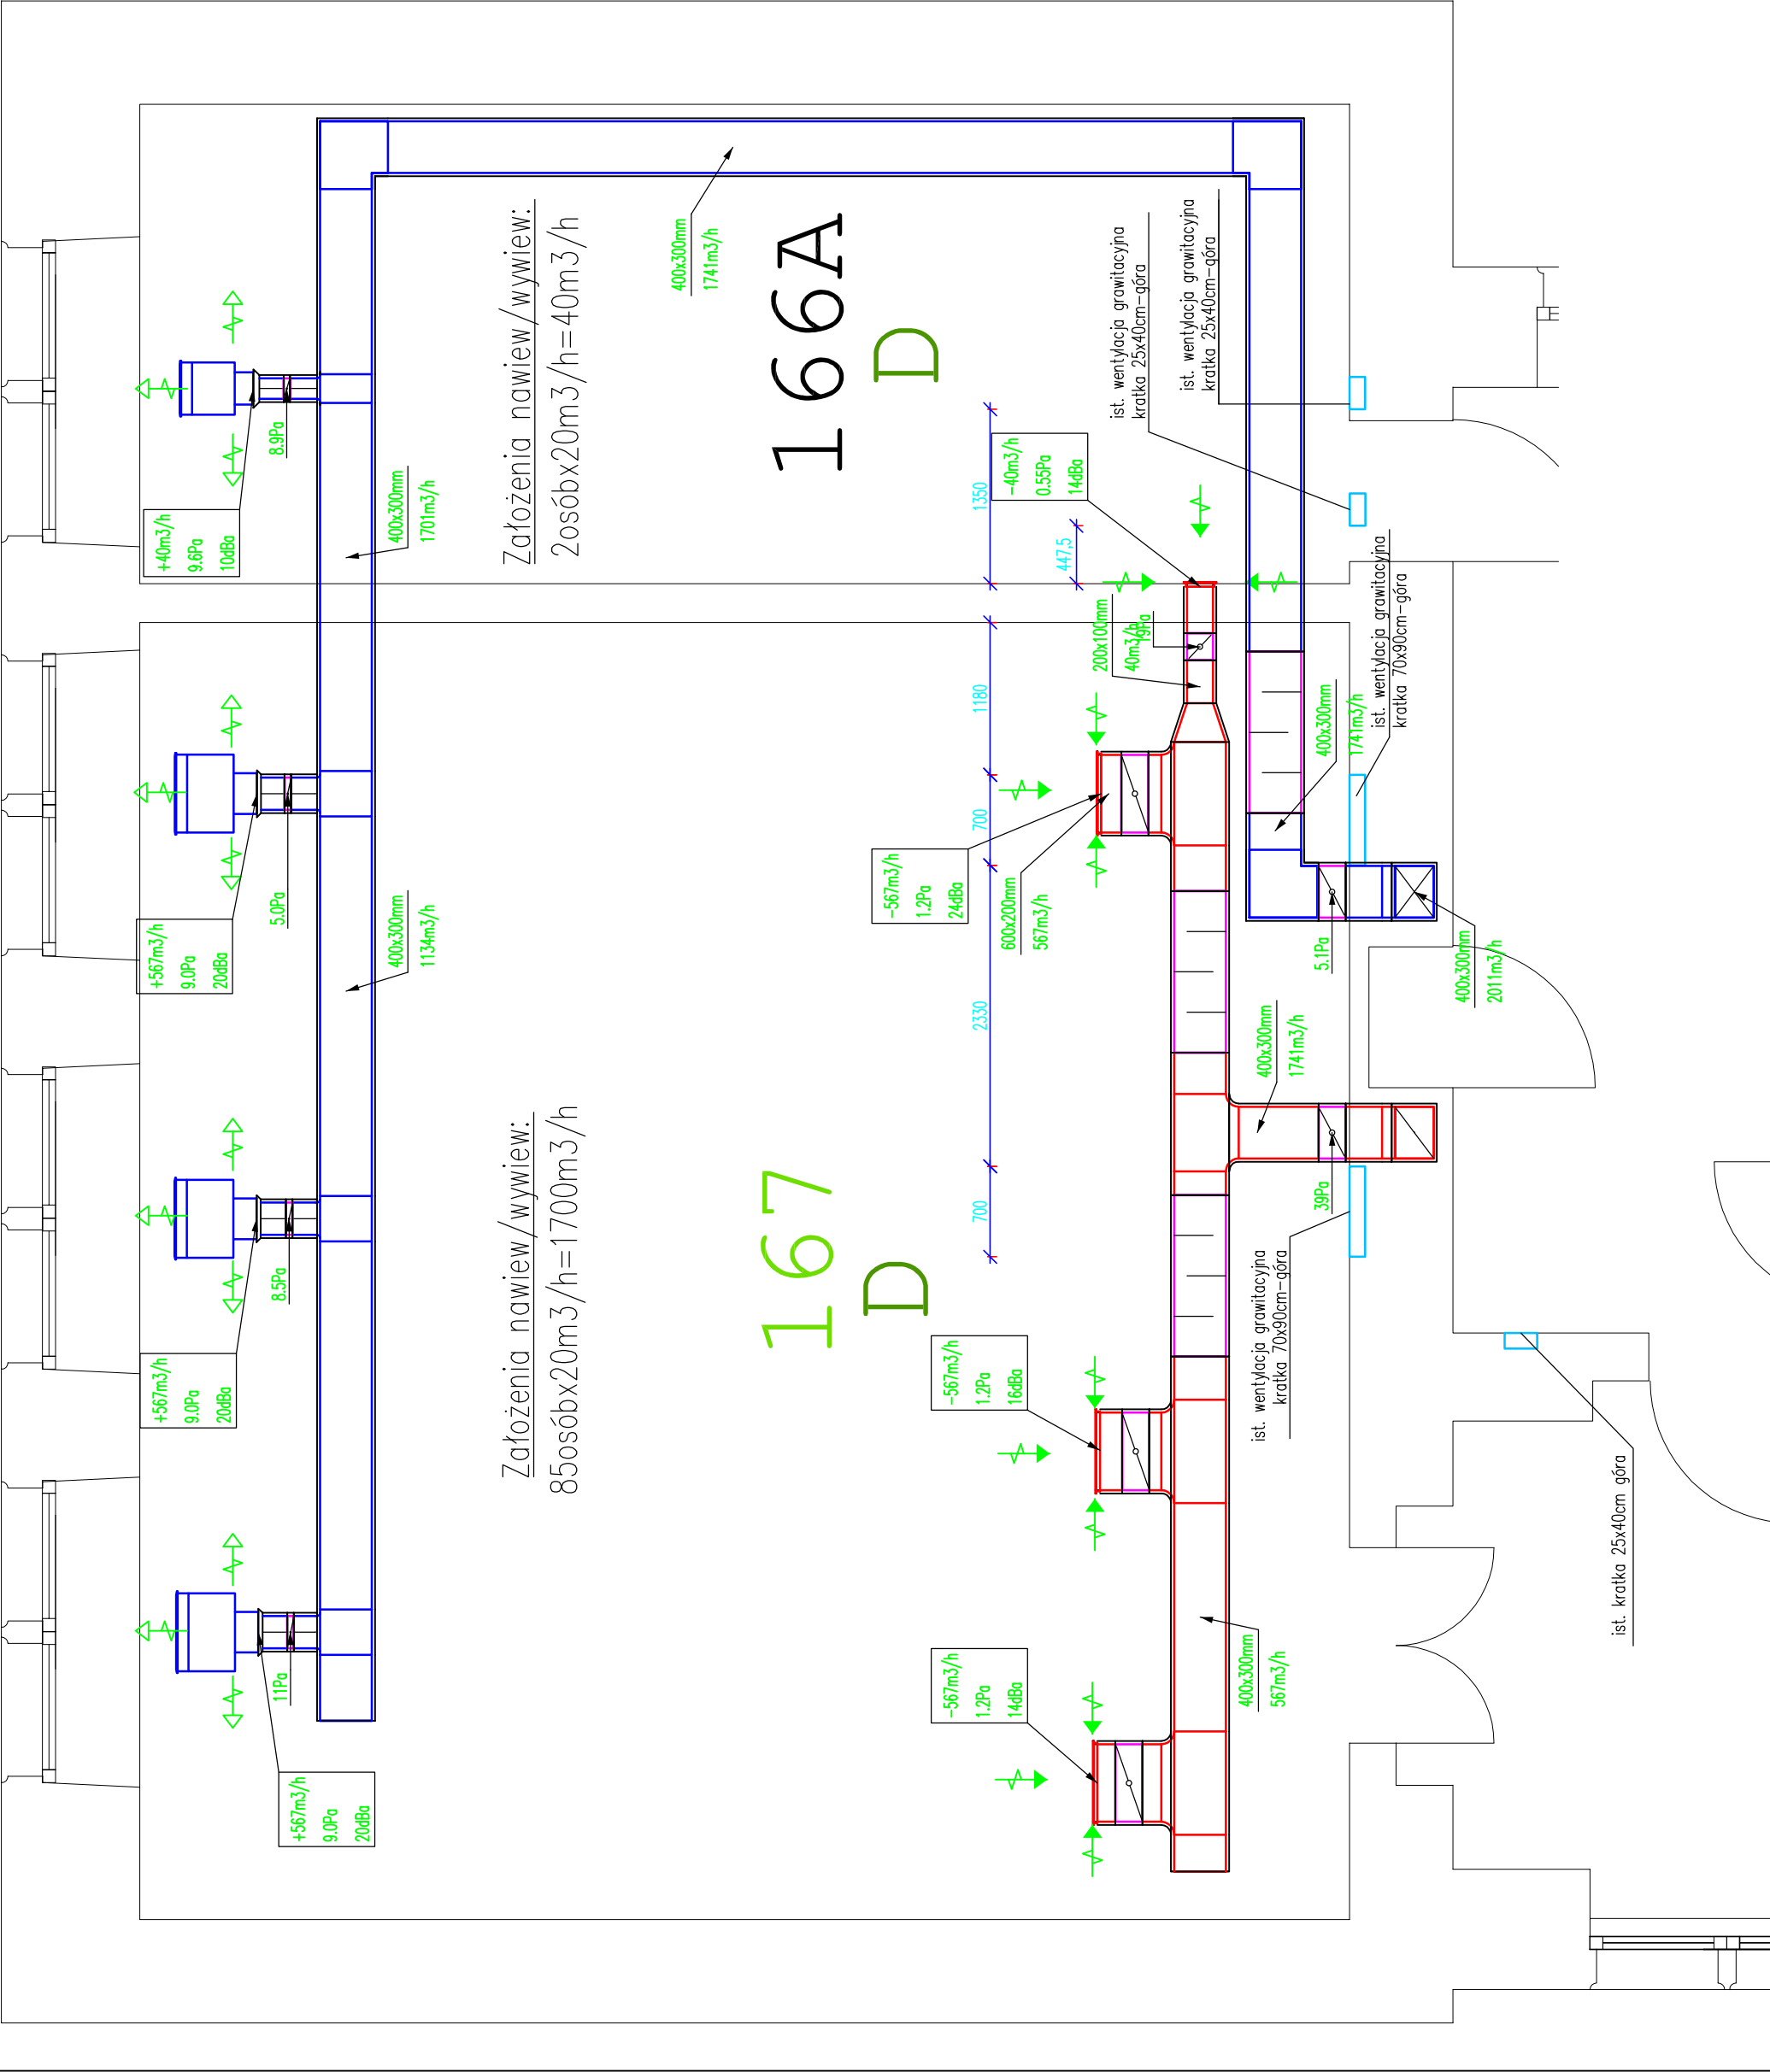 +40m3/h
9.6Pa
10dBa
8.9Pa
400x300mm
1701m3/h
Założenia nawiew/wywiew:
2osóbx20m3/h=40m3/h
400x300mm
1741m3/h
166A
D
1350
447,5
-40m3/h
0.55Pa
14dBa
ist. wentylacja grawitacyjna
kratka 25x40cm-góra
ist. wentylacja grawitacyjna
kratka 25x40cm-góra
200x100mm
40m3/h
19Pa
ist. wentylacja grawitacyjna
kratka 70x90cm-góra
400x300mm
1741m3/h
+567m3/h
9.0Pa
20dBa
5.0Pa
400x300mm
1134m3/h
1180
700
2330
700
-567m3/h
1.2Pa
24dBa
600x200mm
567m3/h
5.1Pa
400x300mm
2011m3/h
400x300mm
1741m3/h
39Pa
+567m3/h
9.0Pa
20dBa
8.5Pa
Założenia nawiew/wywiew:
85osóbx20m3/h=1700m3/h
167
D
-567m3/h
1.2Pa
16dBa
ist. wentylacja grawitacyjna
kratka 70x90cm-góra
ist. kratka 25x40cm góra
+567m3/h
9.0Pa
20dBa
11Pa
-567m3/h
1.2Pa
14dBa
400x300mm
567m3/h